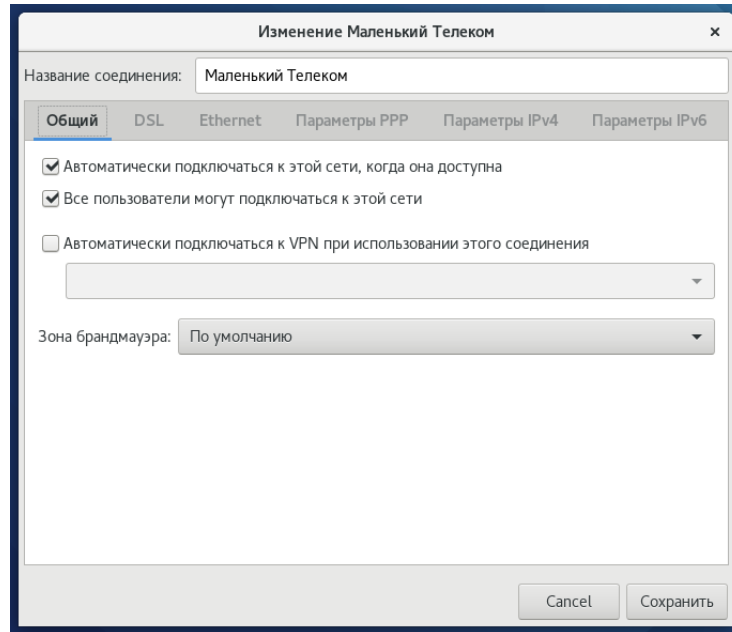 Изменение Маленький Телеком
Название соединения: Маленький Телеком
Общий DSL Ethernet Параметры PPP Параметры IPv4 Параметры IPv6
Автоматически подключаться к этой сети, когда она доступна
Все пользователи могут подключаться к этой сети
Автоматически подключаться к VPN при использовании этого соединения
Зона брандмауэра: По умолчанию
Cancel Сохранить